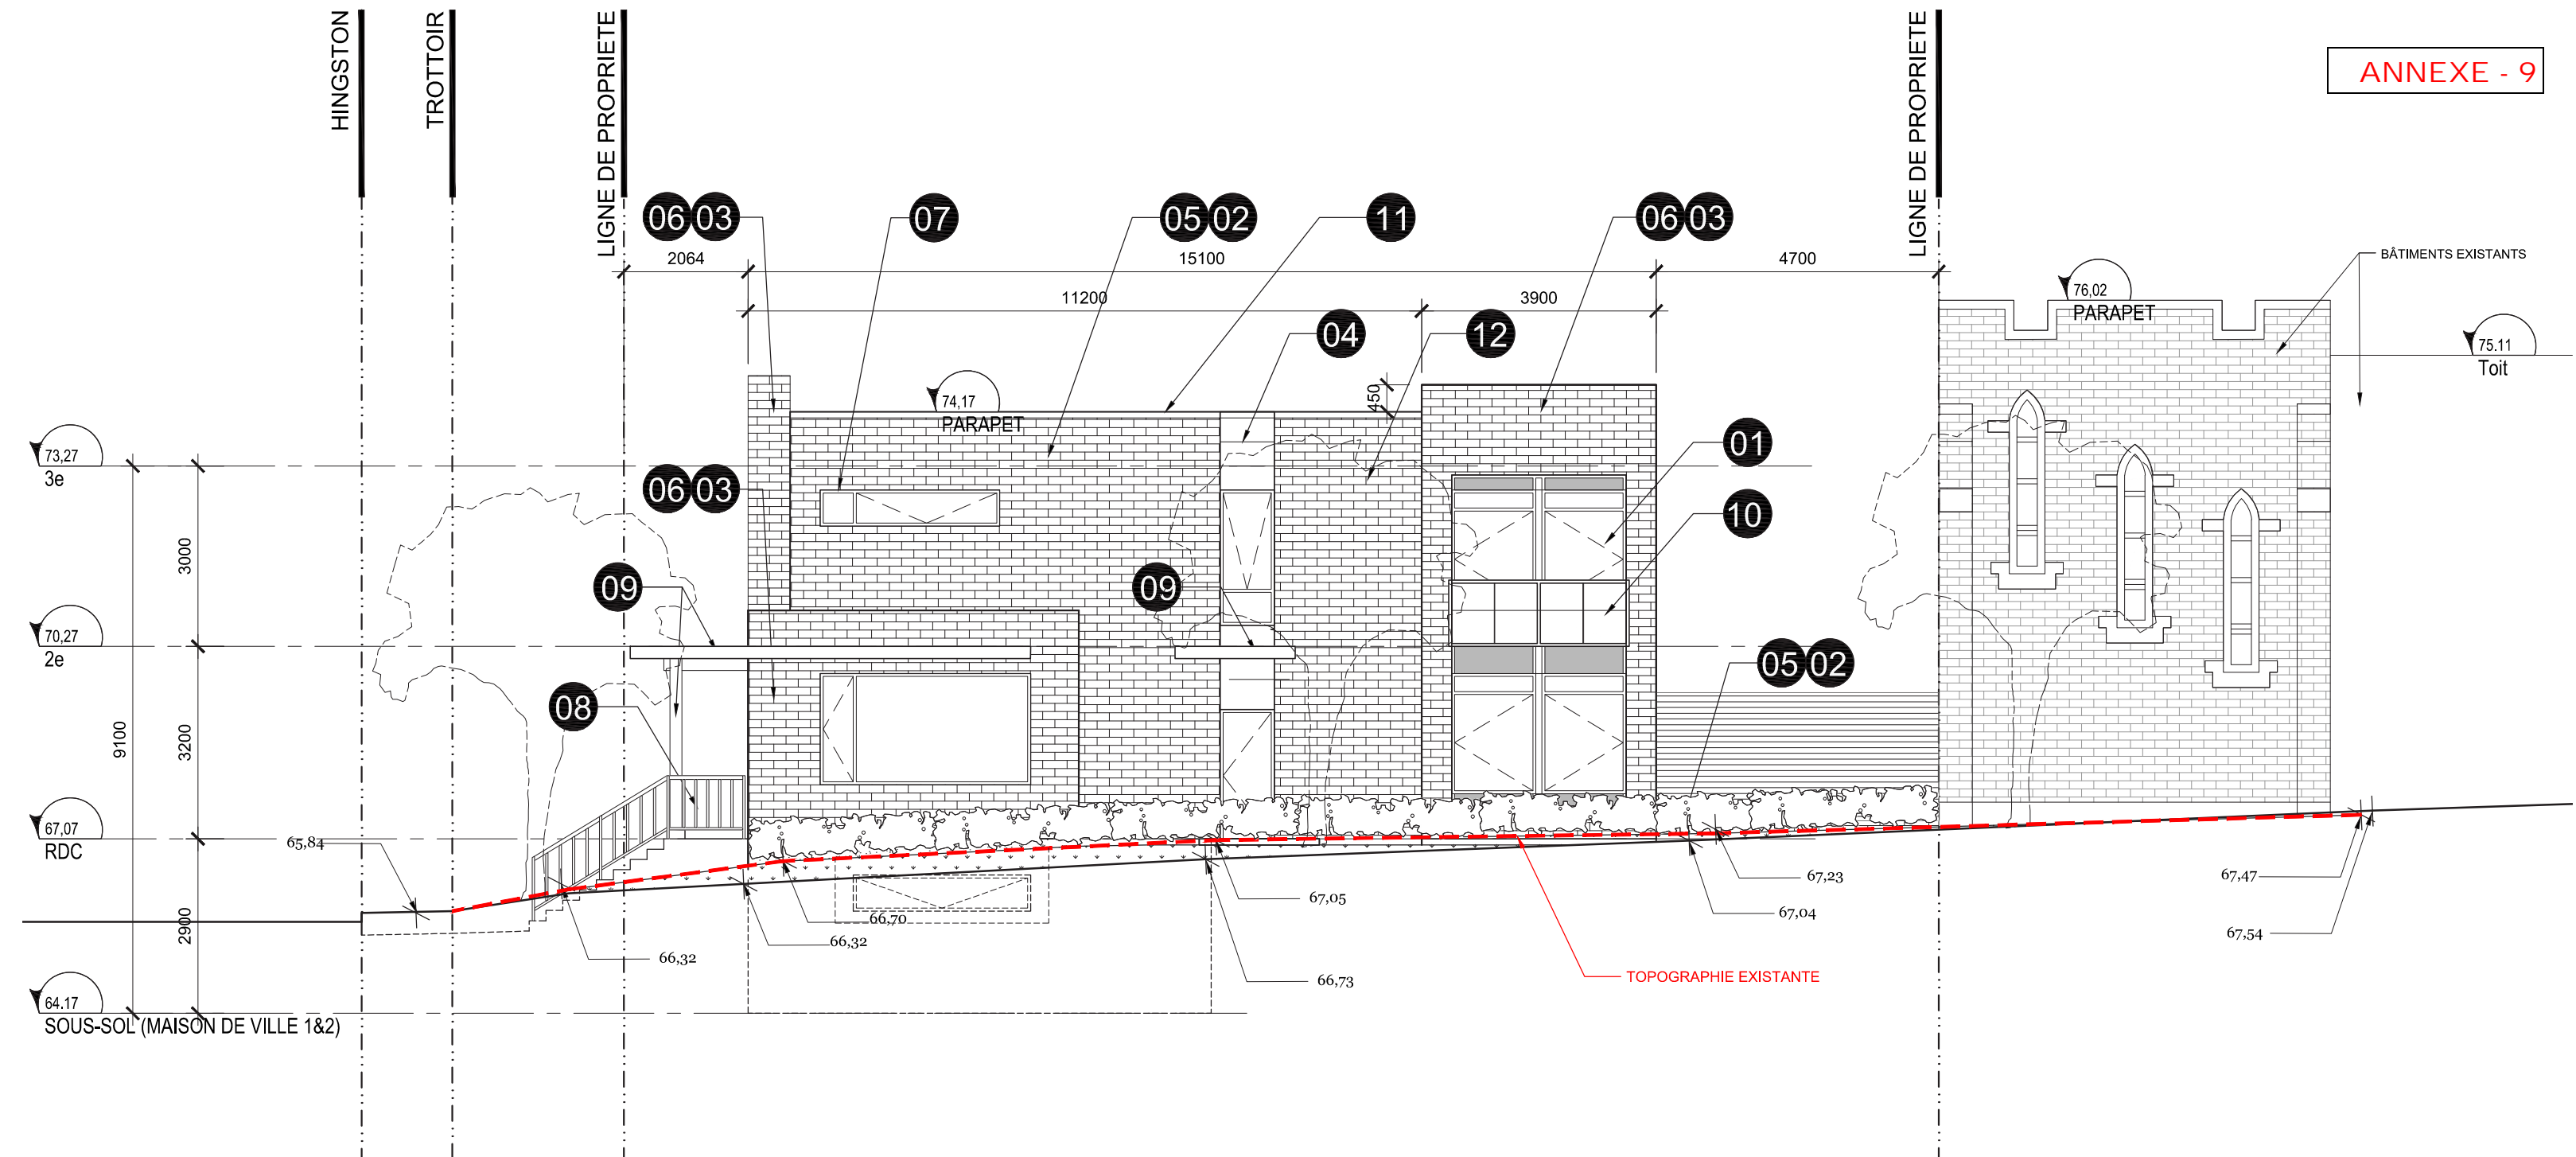 HINGSTON
TROTTOIR
LIGNE DE PROPRIETE
LIGNE DE PROPRIETE
ANNEXE - 9
06 03
07
05 02
11
06 03
2064
15100
4700
BÂTIMENTS EXISTANTS
11200
3900
76,02
PARAPET
04
12
75.11
Toit
450
74,17
PARAPET
73,27
3e
01
06 03
10
3000
09
09
70,27
2e
05 02
08
9100
3200
67,07
RDC
65,84
67,47
67,23
67,05
67,04
66,70
2900
66,32
66,32
67,54
66,73
TOPOGRAPHIE EXISTANTE
64.17
SOUS-SOL (MAISON DE VILLE 1&2)